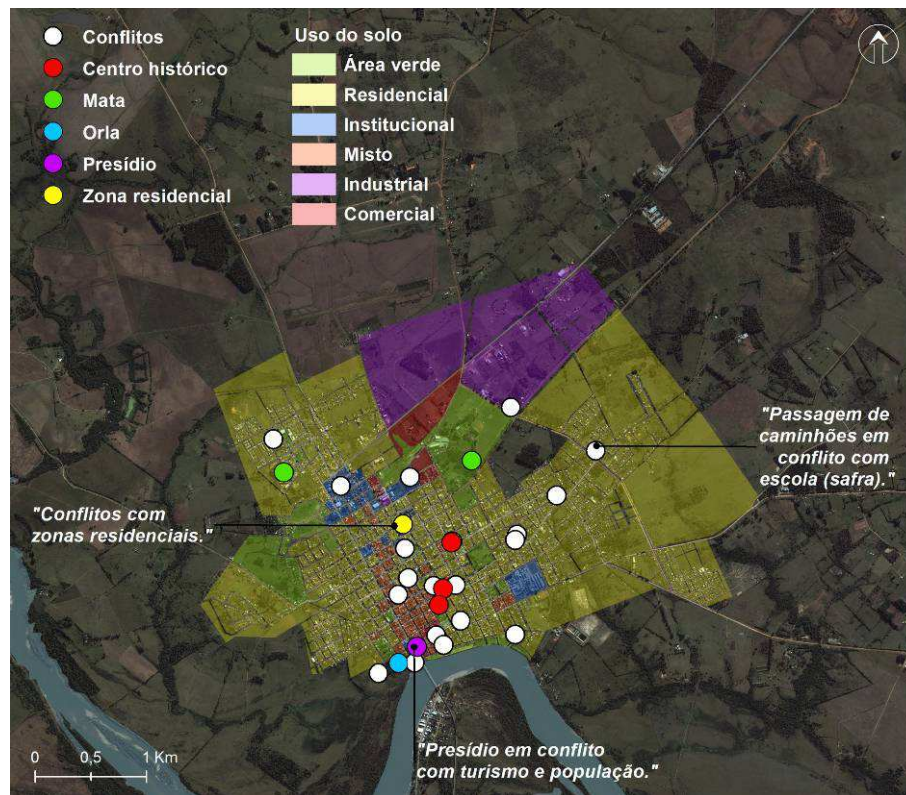 Conflitos
Centro histórico
Mata
Orla
Presídio
Zona residencial
Uso do solo
Área verde
Residencial
Institucional
Misto
Industrial
Comercial
"Passagem de
caminhões em
conflito com
escola (safra)."
"Conflitos com
zonas residenciais."
"Presídio em conflito
com turismo e população."
0 0,5 1 Km